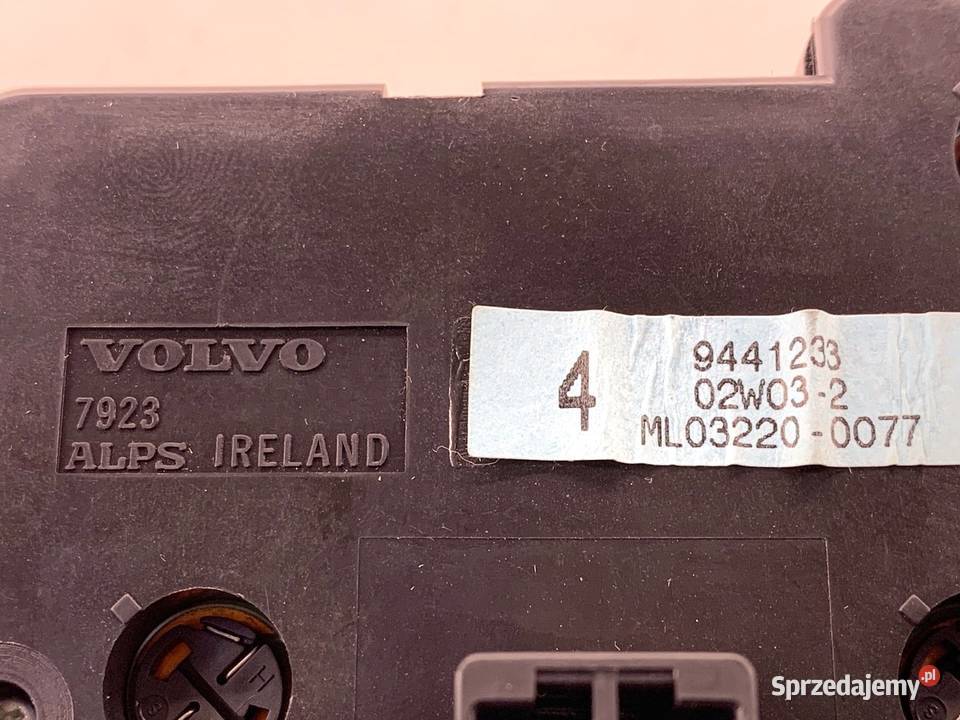 VOLVO
7923
ALPS IRELAND
4
9441233
02W03-2
ML03220-0077
H
Sprzedajemy.pl